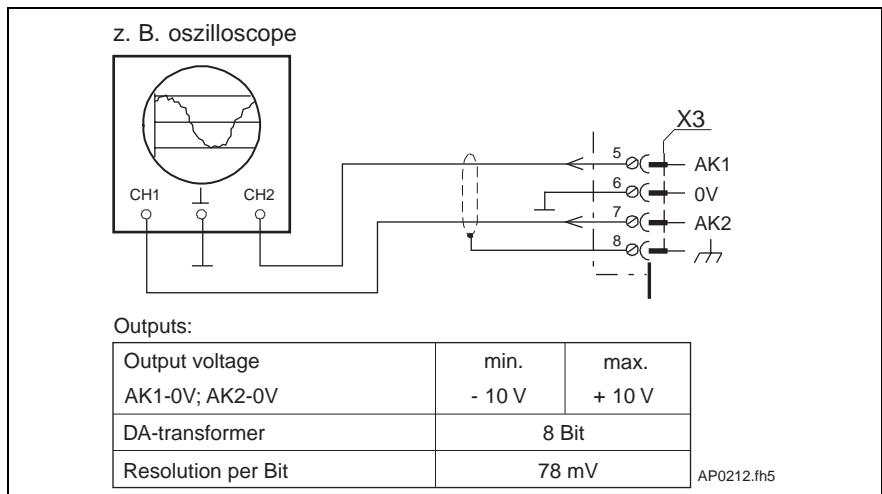 z. B. oszilloscope
CH1
CH2
X3
5
AK1
6
0V
7
AK2
8
Outputs:
Output voltage min. max.
AK1-0V; AK2-0V - 10 V + 10 V
DA-transformer 8 Bit
Resolution per Bit 78 mV
AP0212.fh5